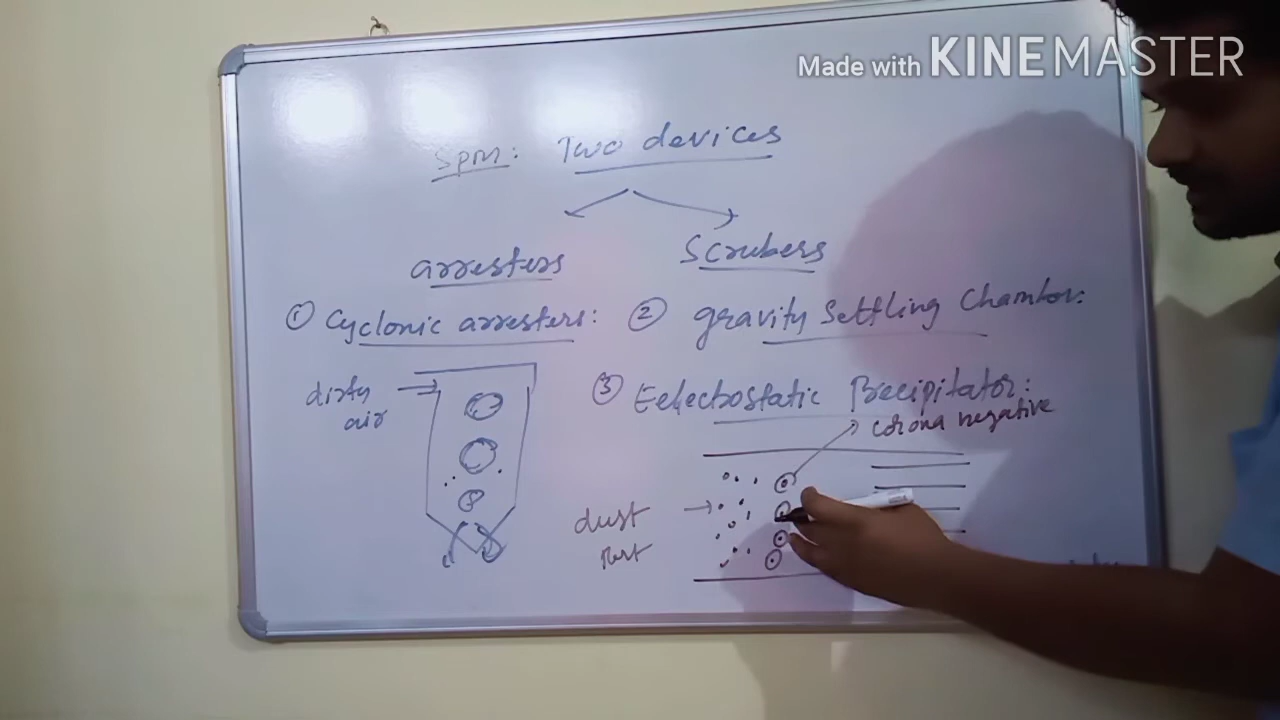 Made with KINEMASTER
SPM: Two devices
arresters
Scrubers
① Cyclonic arresters:
② gravity Settling Chamber:
dirty
air
③ Eelectrostatic Precipitator:
corona negative
dust